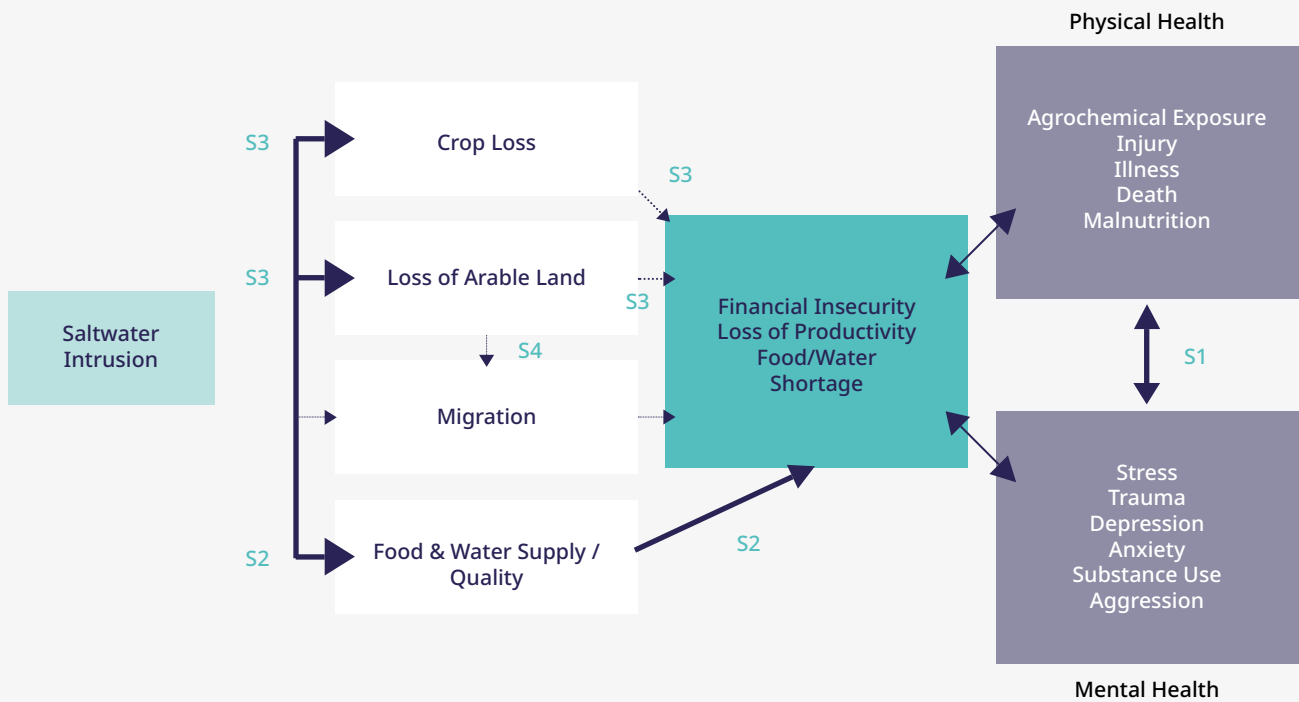 Physical Health
Agrochemical Exposure
Injury
Illness
Death
Malnutrition
S3
Crop Loss
S3
S3
Loss of Arable Land
S3
Saltwater
Intrusion
S4
Migration
Financial Insecurity
Loss of Productivity
Food/Water
Shortage
S1
S2
Food & Water Supply /
Quality
S2
Stress
Trauma
Depression
Anxiety
Substance Use
Aggression
Mental Health